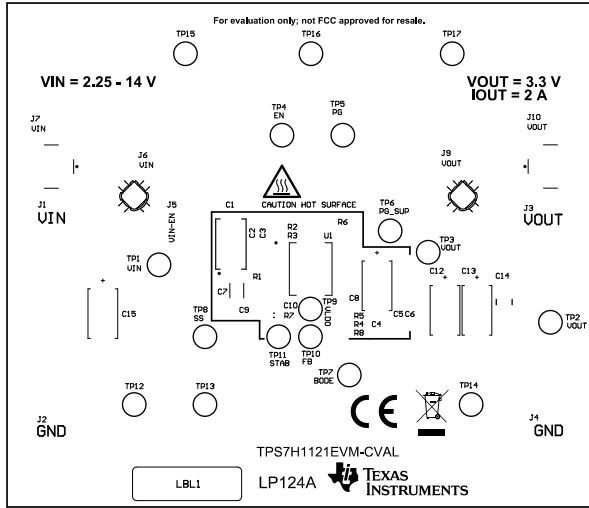 For evaluation only; not FCC approved for resale.
TP15
TP16
TP17
VIN = 2.25 - 14 V
VOUT = 3.3 V
IOUT = 2 A
TP4
EN
TP5
PG
J7
VIN
J10
VOUT
J6
VIN
J9
VOUT
CAUTION HOT SURFACE
J1
VIN
J5
VIN-EN
J3
VOUT
C1
C2
C3
R2
R3
U1
R6
TP6
PG_SUP
TP3
VOUT
TP1
VIN
R1
C7
C9
C15
C10
TP9
VLDO
C8
C5
C6
C4
C12
C13
C14
TP8
SS
R7
R5
R4
R8
TP2
VOUT
TP11
STAB
TP10
FB
TP7
BODE
TP12
TP13
TP14
J2
GND
CE
J4
GND
TPS7H1121EVM-CVAL
LBL1
LP124A
TEXAS
INSTRUMENTS